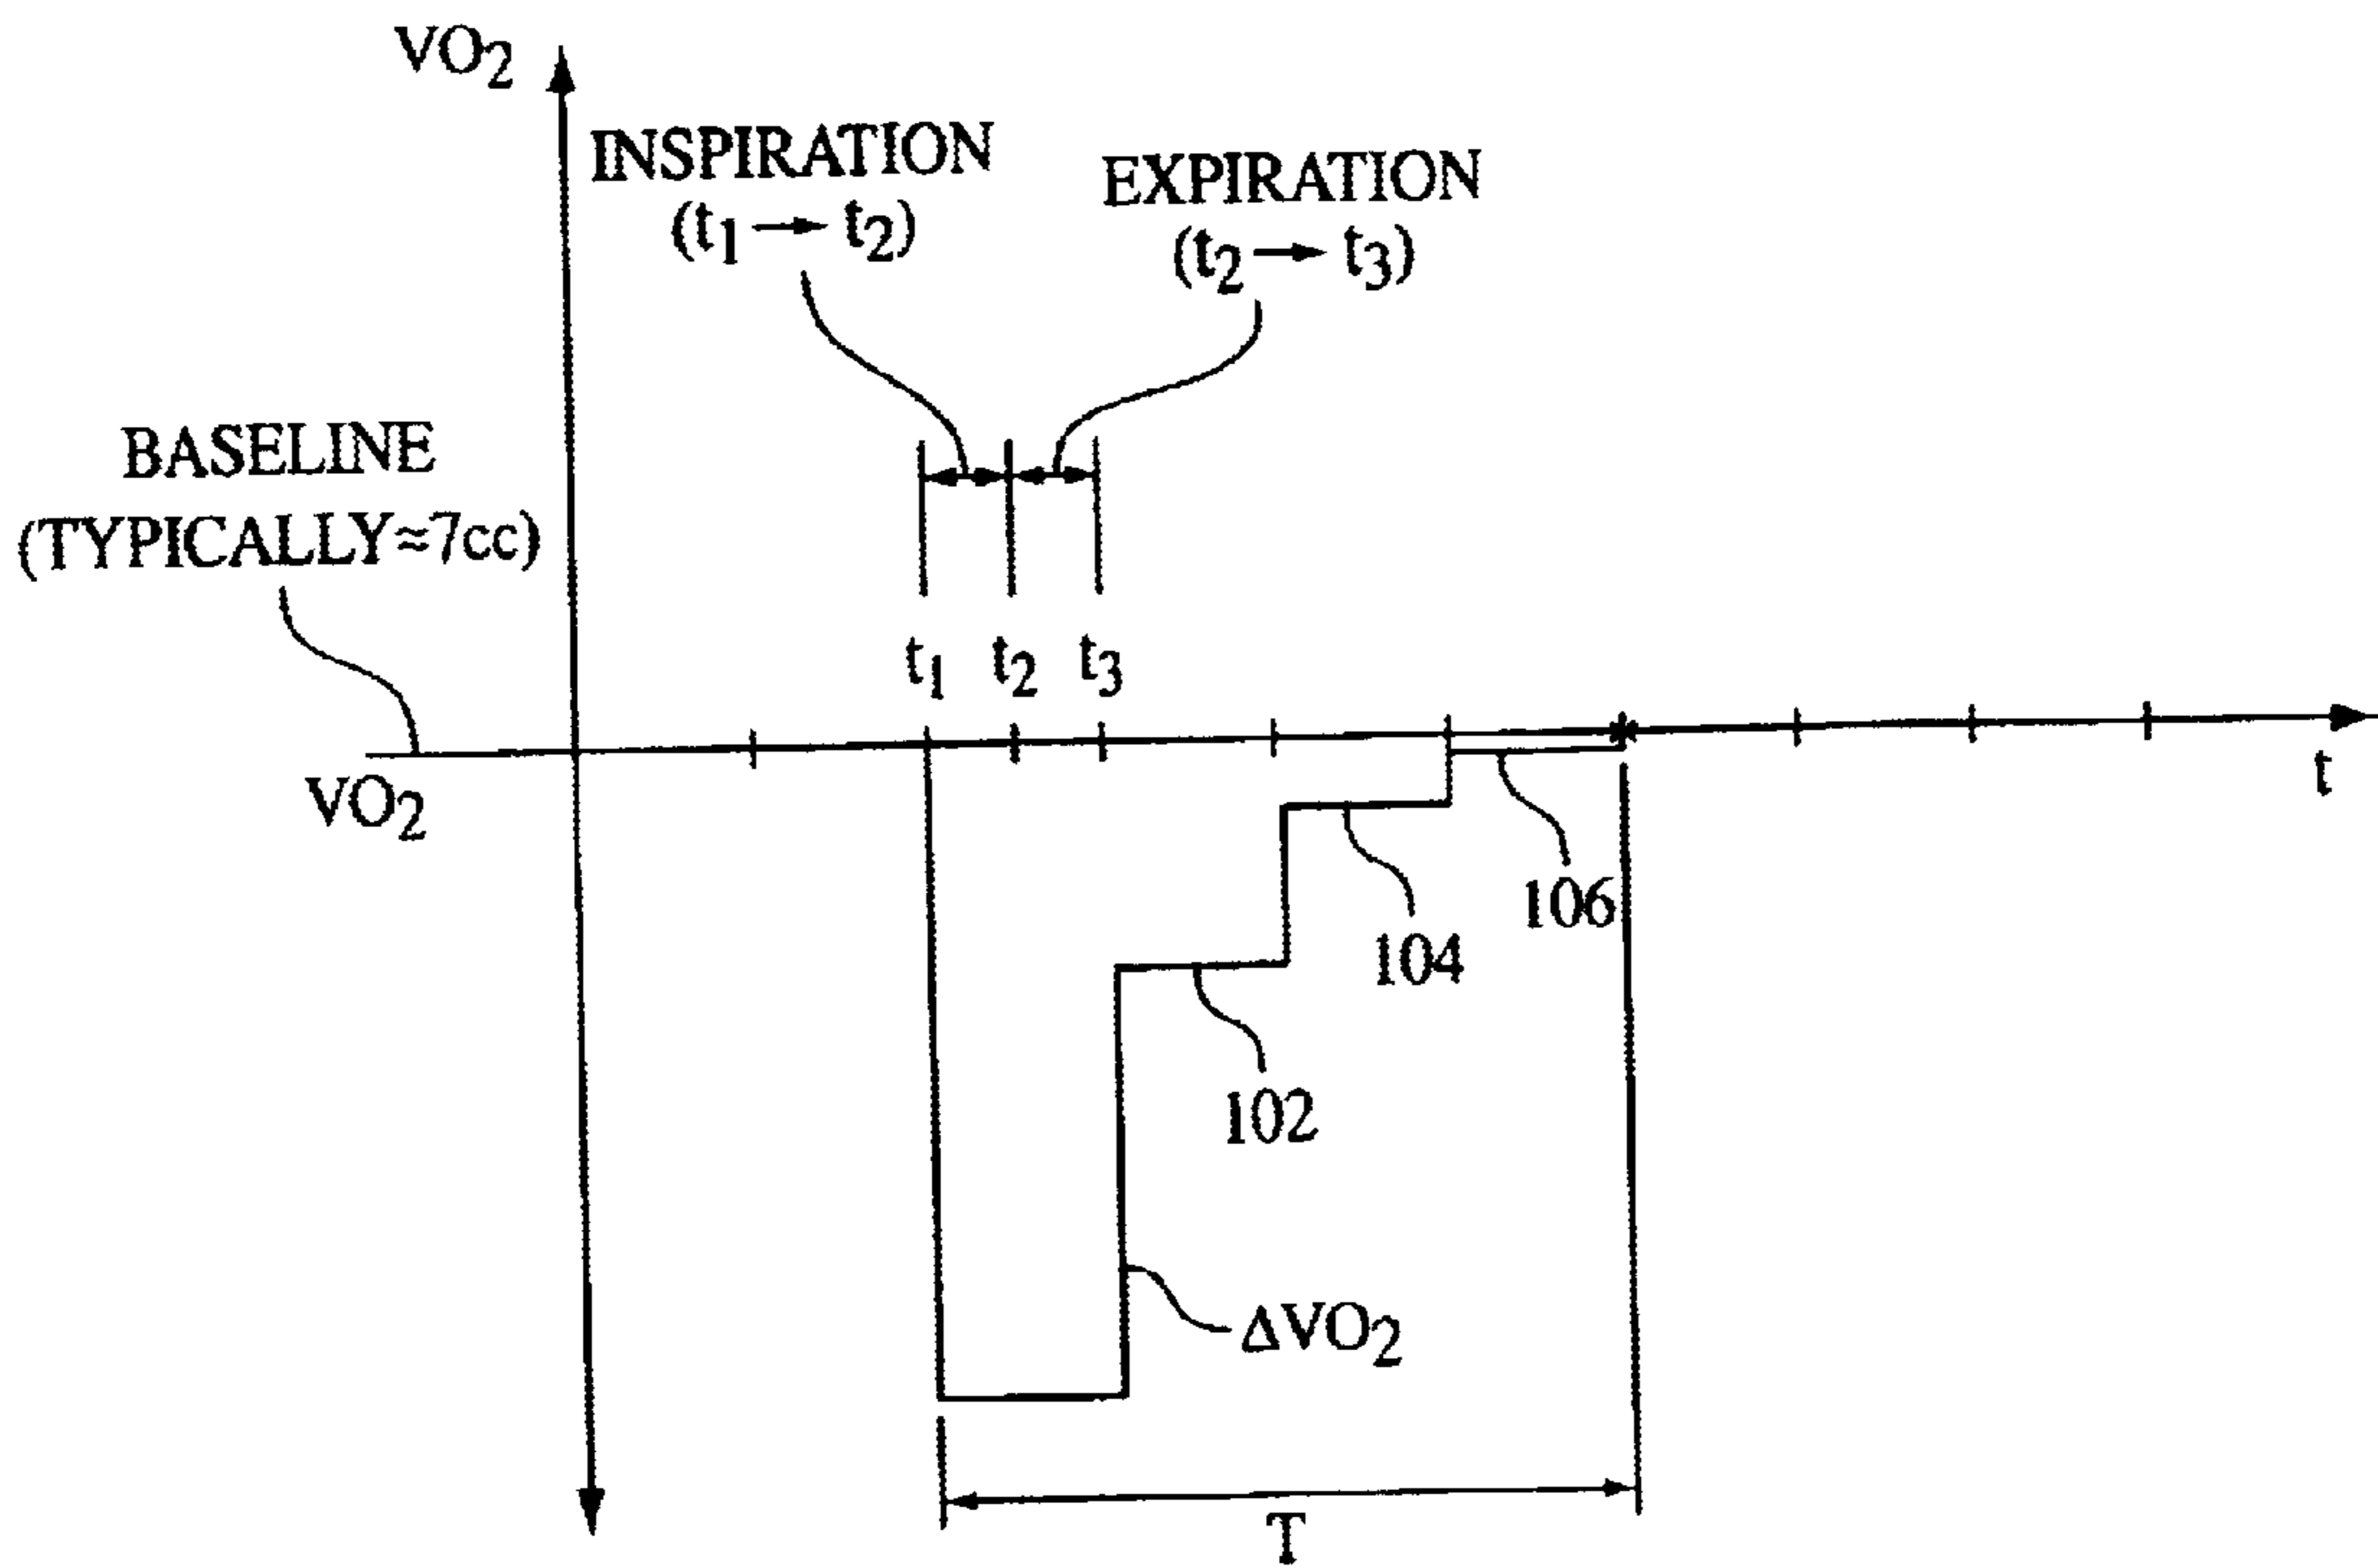 VO₂
INSPIRATION
(t₁ → t₂)
EXPIRATION
(t₂ → t₃)
BASELINE
(TYPICALLY≈7cc)
t₁ t₂ t₃
VO₂
t
106
104
102
ΔVO₂
T